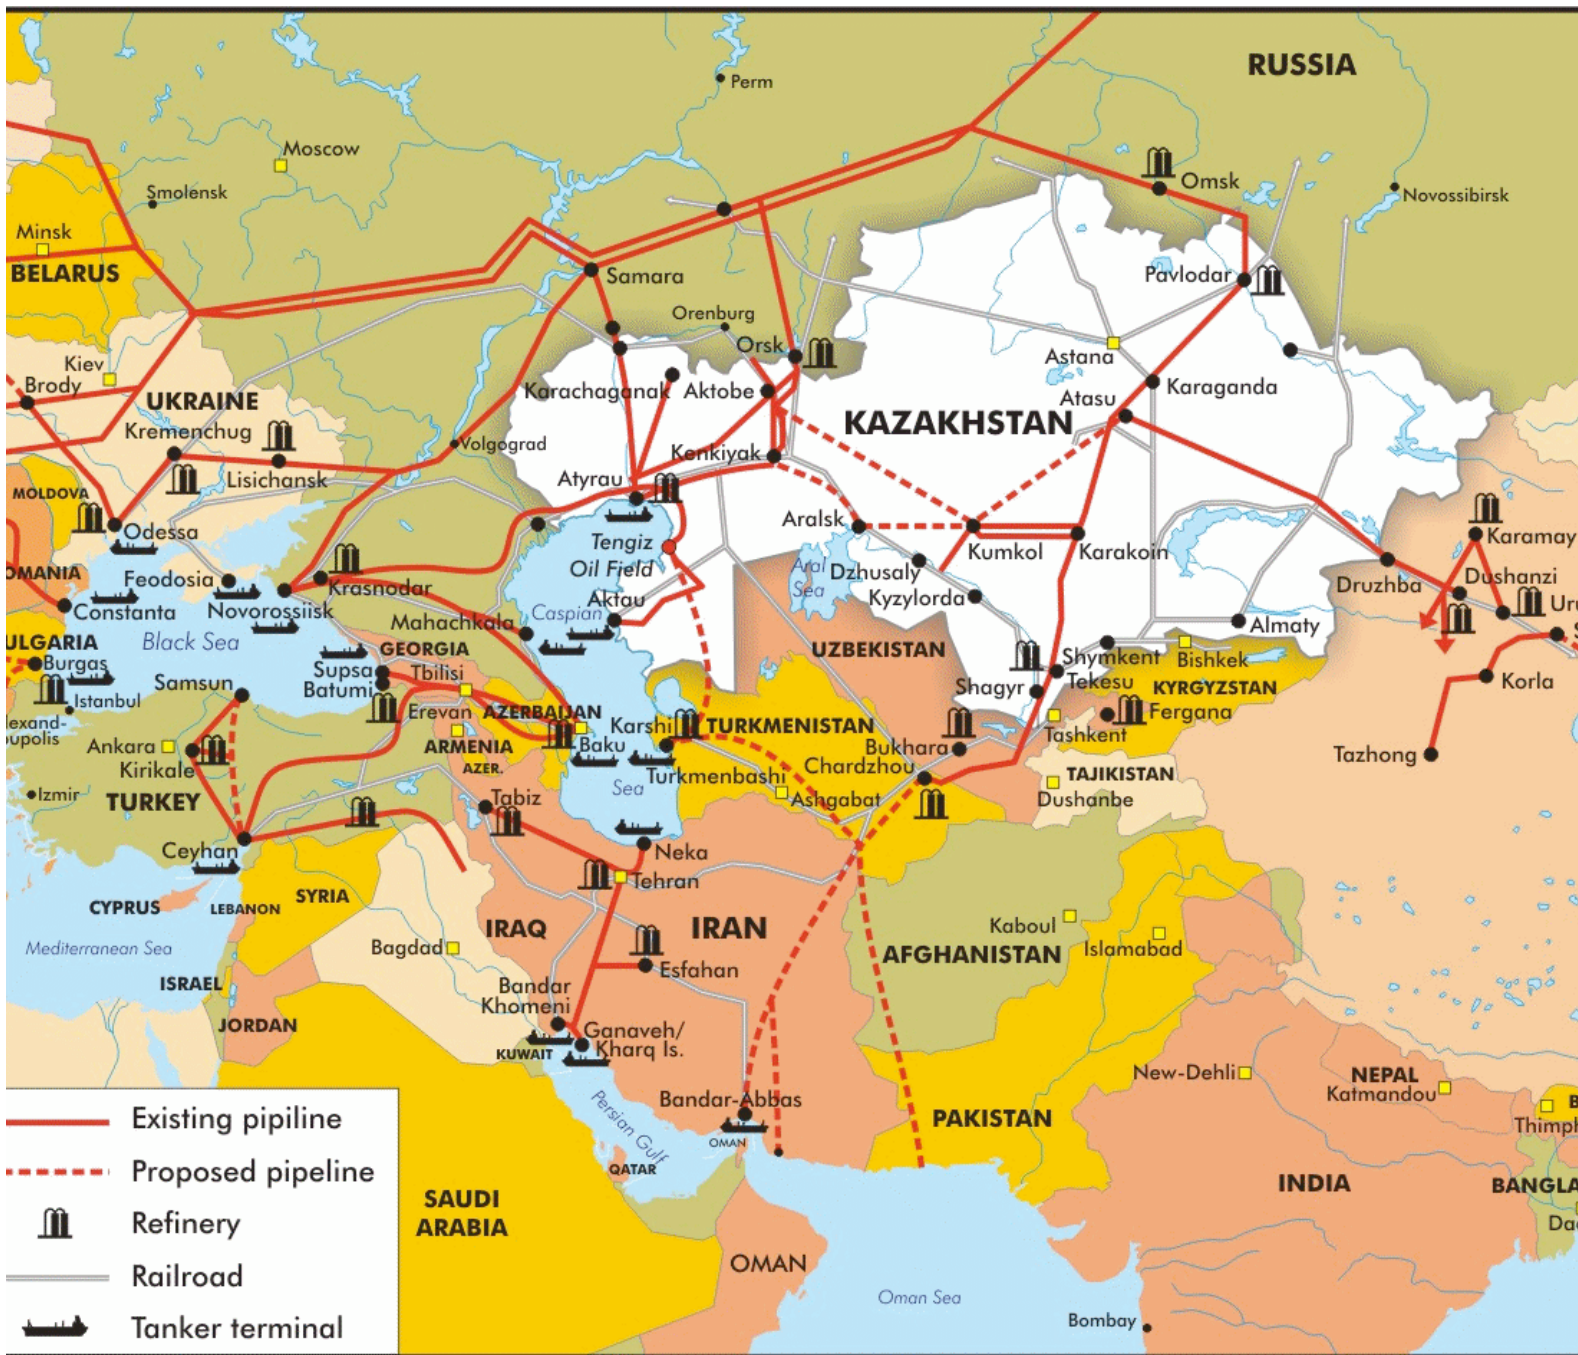 RUSSIA
Perm
Moscow
Omsk
Smolensk
Novossibirsk
Minsk
BELARUS
Samara
Pavlodar
Orenburg
Orsk
Astana
Kiev
Brody
UKRAINE
Karachaganak
Aktobe
Karaganda
Atasu
KAZAKHSTAN
Kremenchug
Volgograd
Kenkiyak
Lisichansk
Atyrau
MOLDOVA
Odessa
Aralsk
Tengiz
Oil Field
Kumkol
Karakoin
Karamay
OMANIA
Feodosia
Krasnodar
Aral
Sea
Dzhusaly
Druzhba
Dushanzi
Constanta
Novorossiisk
Aktau
Kyzylorda
Uru
Caspian
Mahachkala
Almaty
Black Sea
ULGARIA
GEORGIA
UZBEKISTAN
Shymkent
Bishkek
Burgas
Supsa
Tbilisi
Tekesu
Batumi
Samsun
Shagyr
KYRGYZSTAN
Korla
Istanbul
Erevan
AZERBAIJAN
Karshi
TURKMENISTAN
Fergana
lexand-
oupolis
Ankara
ARMENIA
Baku
Bukhara
Tashkent
Kirikale
AZER.
Turkmenbashi
Chardzhou
TAJIKISTAN
Tazhong
Izmir
TURKEY
Sea
Tabiz
Ashgabat
Dushanbe
Ceyhan
Neka
Tehran
SYRIA
CYPRUS
LEBANON
IRAQ
IRAN
Kaboul
Mediterranean Sea
Bagdad
AFGHANISTAN
Islamabad
ISRAEL
Esfahan
Bandar
Khomeni
JORDAN
Ganaveh/
Kharq Is.
KUWAIT
New-Dehli
NEPAL
Katmandou
Persian Gulf
Bandar-Abbas
PAKISTAN
B
Thimph
OMAN
QATAR
INDIA
BANGLA
SAUDI
ARABIA
Da
OMAN
Oman Sea
Bombay
Existing pipiline
Proposed pipeline
Refinery
Railroad
Tanker terminal